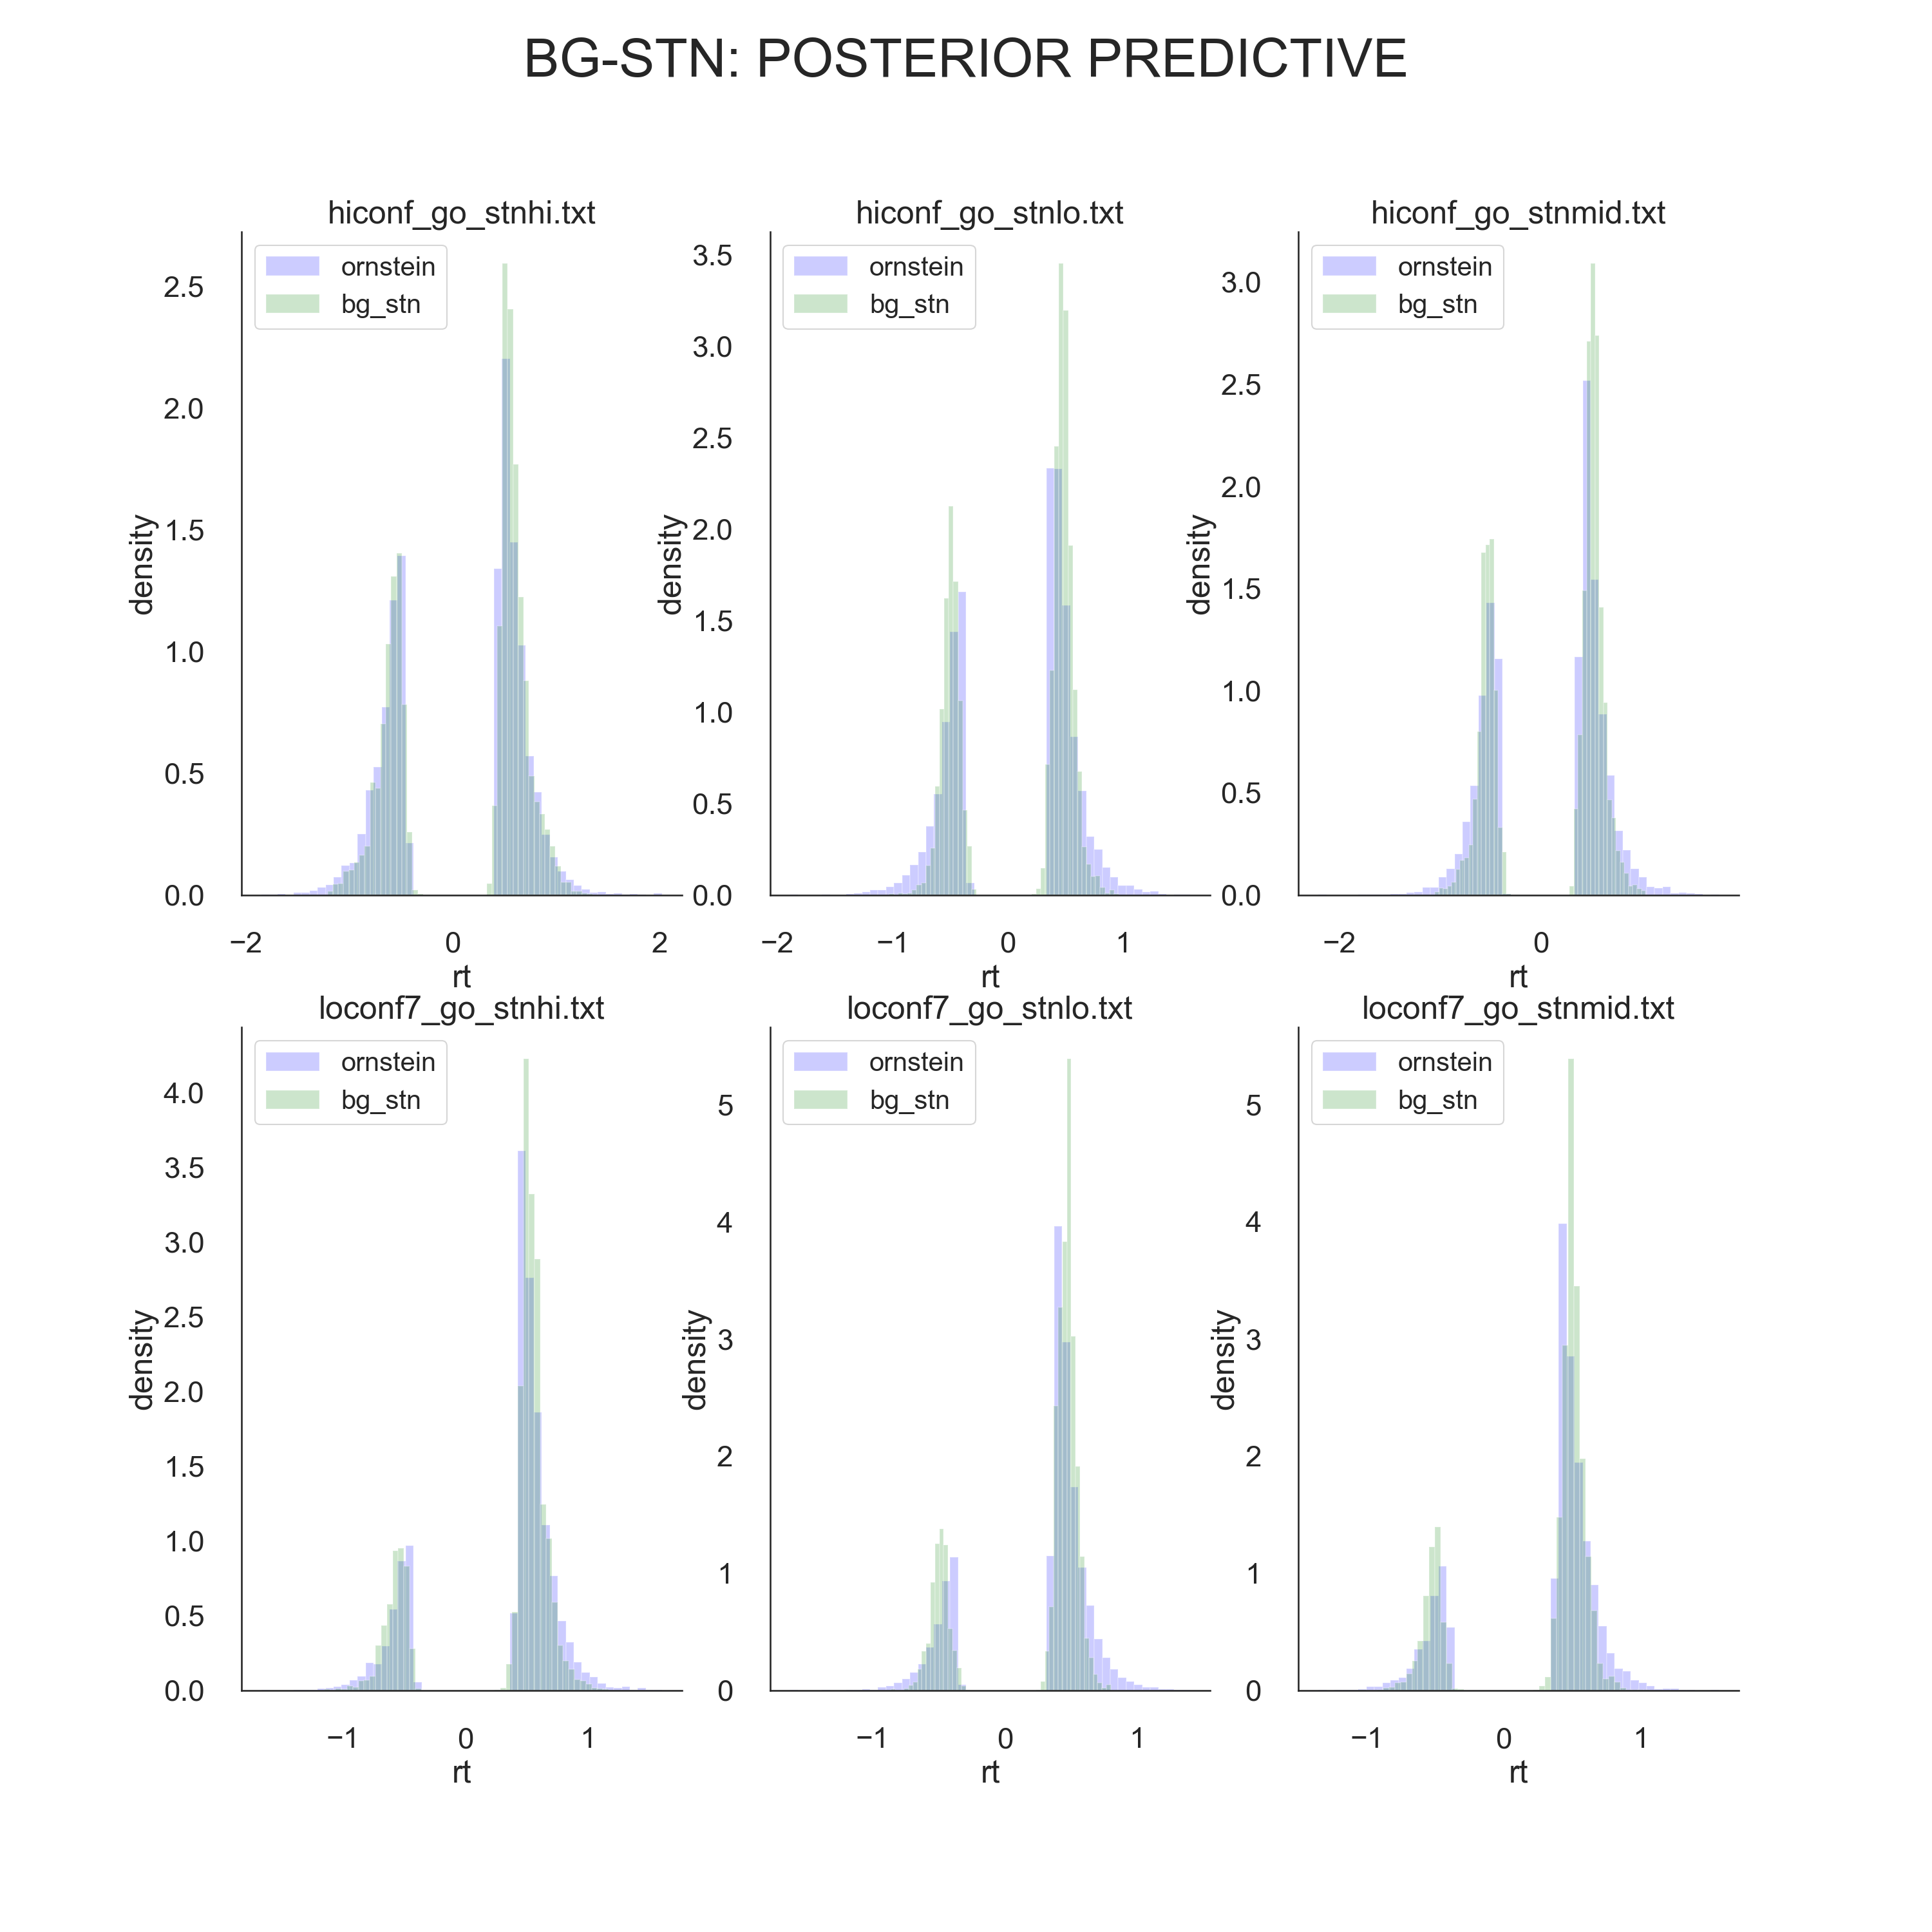 BG-STN: POSTERIOR PREDICTIVE
hiconf_go_stnhi.txt
ornstein
bg_stn
2.5
2.0
1.5
1.0
0.5
0.0
density
−2 0 2
rt
hiconf_go_stnlo.txt
ornstein
bg_stn
3.5
3.0
2.5
2.0
1.5
1.0
0.5
0.0
density
−2 −1 0 1
rt
hiconf_go_stnmid.txt
ornstein
bg_stn
3.0
2.5
2.0
1.5
1.0
0.5
0.0
density
−2 0
rt
loconf7_go_stnhi.txt
ornstein
bg_stn
4.0
3.5
3.0
2.5
2.0
1.5
1.0
0.5
0.0
density
−1 0 1
rt
loconf7_go_stnlo.txt
ornstein
bg_stn
5
4
3
2
1
0
density
−1 0 1
rt
loconf7_go_stnmid.txt
ornstein
bg_stn
5
4
3
2
1
0
density
−1 0 1
rt